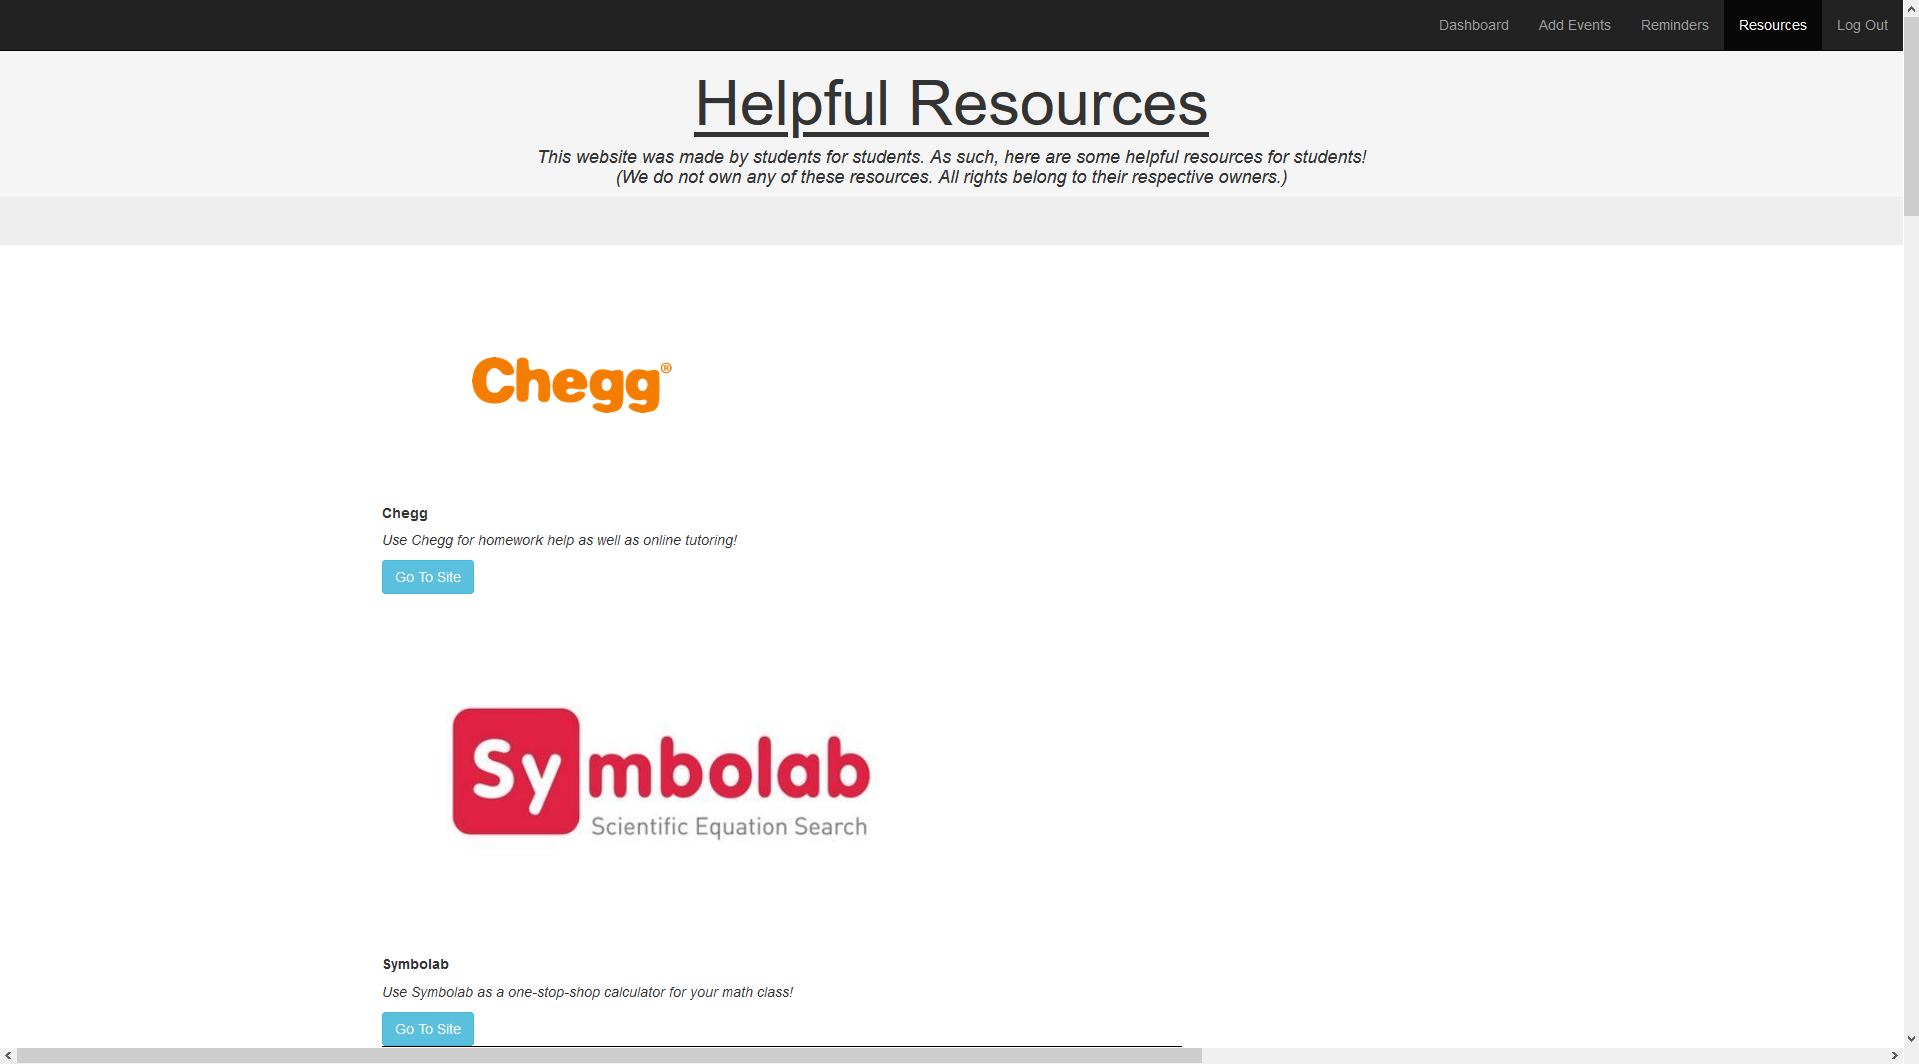 Dashboard Add Events Reminders Resources Log Out
Helpful Resources
This website was made by students for students. As such, here are some helpful resources for students!
(We do not own any of these resources. All rights belong to their respective owners.)
Chegg®
Chegg
Use Chegg for homework help as well as online tutoring!
Go To Site
Symbolab
Scientific Equation Search
Symbolab
Use Symbolab as a one-stop-shop calculator for your math class!
Go To Site